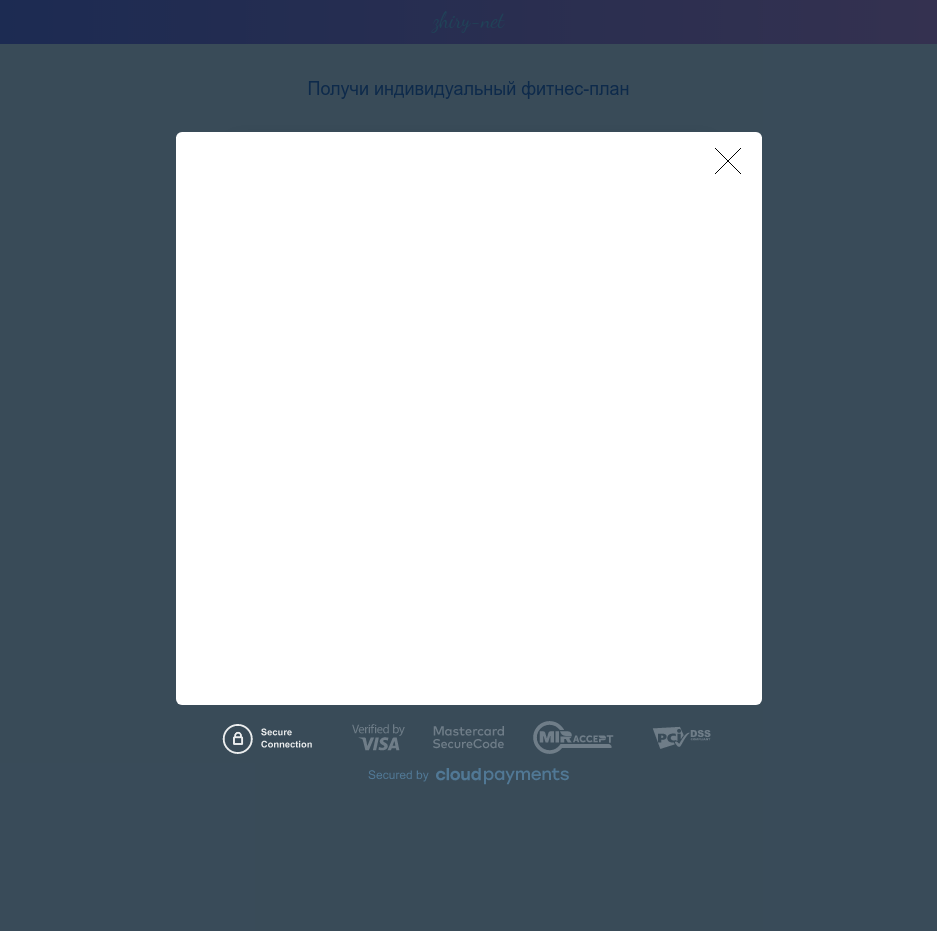 zhiry-net
Получи индивидуальный фитнес-план
Secure
Connection
Verified by
VISA
Mastercard
SecureCode
MIR ACCEPT
PCI DSS
Secured by cloudpayments